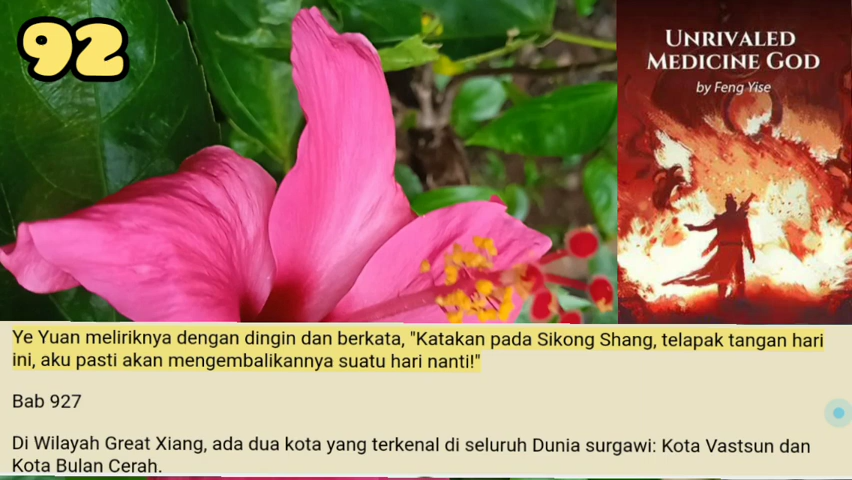 92
UNRIVALED
MEDICINE GOD
by Feng Yise
Ye Yuan meliriknya dengan dingin dan berkata, "Katakan pada Sikong Shang, telapak tangan hari
ini, aku pasti akan mengembalikannya suatu hari nanti!"
Bab 927
Di Wilayah Great Xiang, ada dua kota yang terkenal di seluruh Dunia surgawi: Kota Vastsun dan
Kota Bulan Cerah.